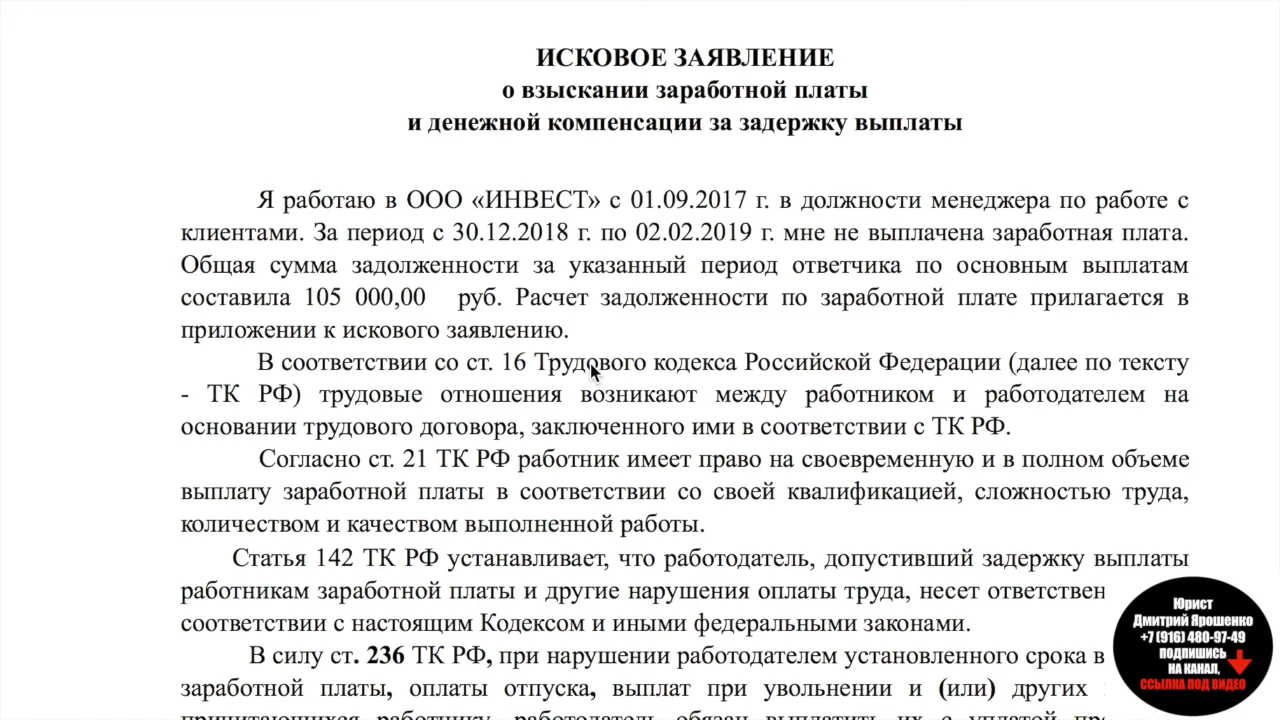 ИСКОВОЕ ЗАЯВЛЕНИЕ
о взыскании заработной платы
и денежной компенсации за задержку выплаты
Я работаю в ООО «ИНВЕСТ» с 01.09.2017 г. в должности менеджера по работе с
клиентами. За период с 30.12.2018 г. по 02.02.2019 г. мне не выплачена заработная плата.
Общая сумма задолженности за указанный период ответчика по основным выплатам
составила 105 000,00 руб. Расчет задолженности по заработной плате прилагается в
приложении к искового заявлению.
В соответствии со ст. 16 Трудового кодекса Российской Федерации (далее по тексту
- ТК РФ) трудовые отношения возникают между работником и работодателем на
основании трудового договора, заключенного ими в соответствии с ТК РФ.
Согласно ст. 21 ТК РФ работник имеет право на своевременную и в полном объеме
выплату заработной платы в соответствии со своей квалификацией, сложностью труда,
количеством и качеством выполненной работы.
Статья 142 ТК РФ устанавливает, что работодатель, допустивший задержку выплаты
работникам заработной платы и другие нарушения оплаты труда, несет
соответствии с настоящим Кодексом и иными федеральными законами.
В силу ст. 236 ТК РФ, при нарушении работодателем установленного срока
заработной платы, оплаты отпуска, выплат при увольнении и (или) других
причитающихся работнику, работодатель обязан выплатить их с уплатой
Юрист
Дмитрий Ярошенко
+7 (916) 480-97-49
подпишись
на канал,
ссылка под видео